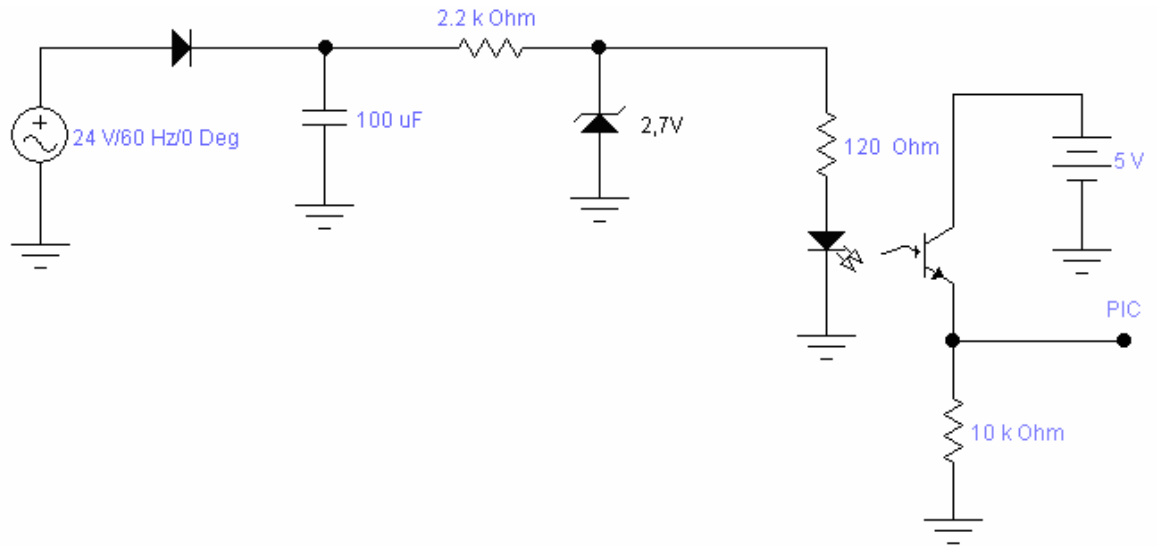 2.2 k Ohm
24 V/60 Hz/0 Deg
100 uF
2,7V
120 Ohm
5 V
PIC
10 k Ohm